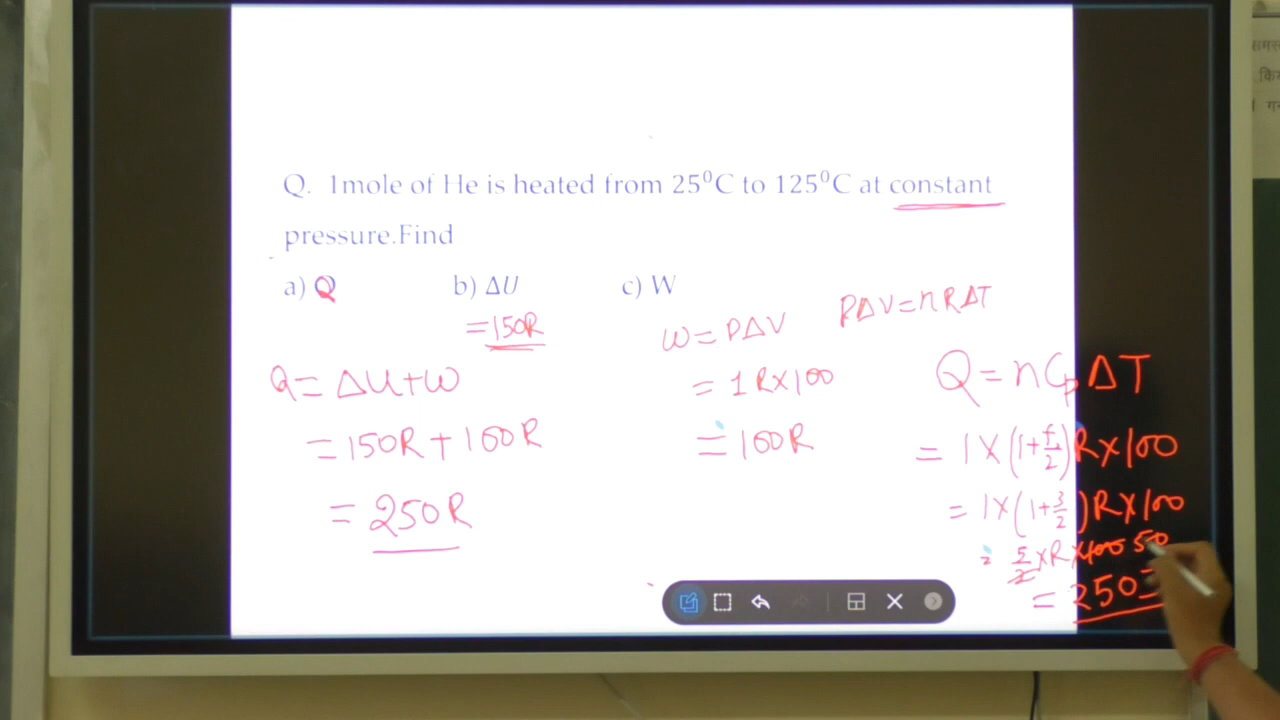 Q. 1mole of He is heated from 25⁰C to 125⁰C at constant
pressure.Find
a) Q b) ΔU c) W
= 150R
W = PΔV
PΔV = nRΔT
Q = ΔU + W
= 1 R × 100
= 150R + 100R
= 100R
= 250R
Q = nCpΔT
= 1 × (1 + f/2) R × 100
= 1 × (1 + 3/2) R × 100
= 5/2 × R × 100 50
= 250
समस्